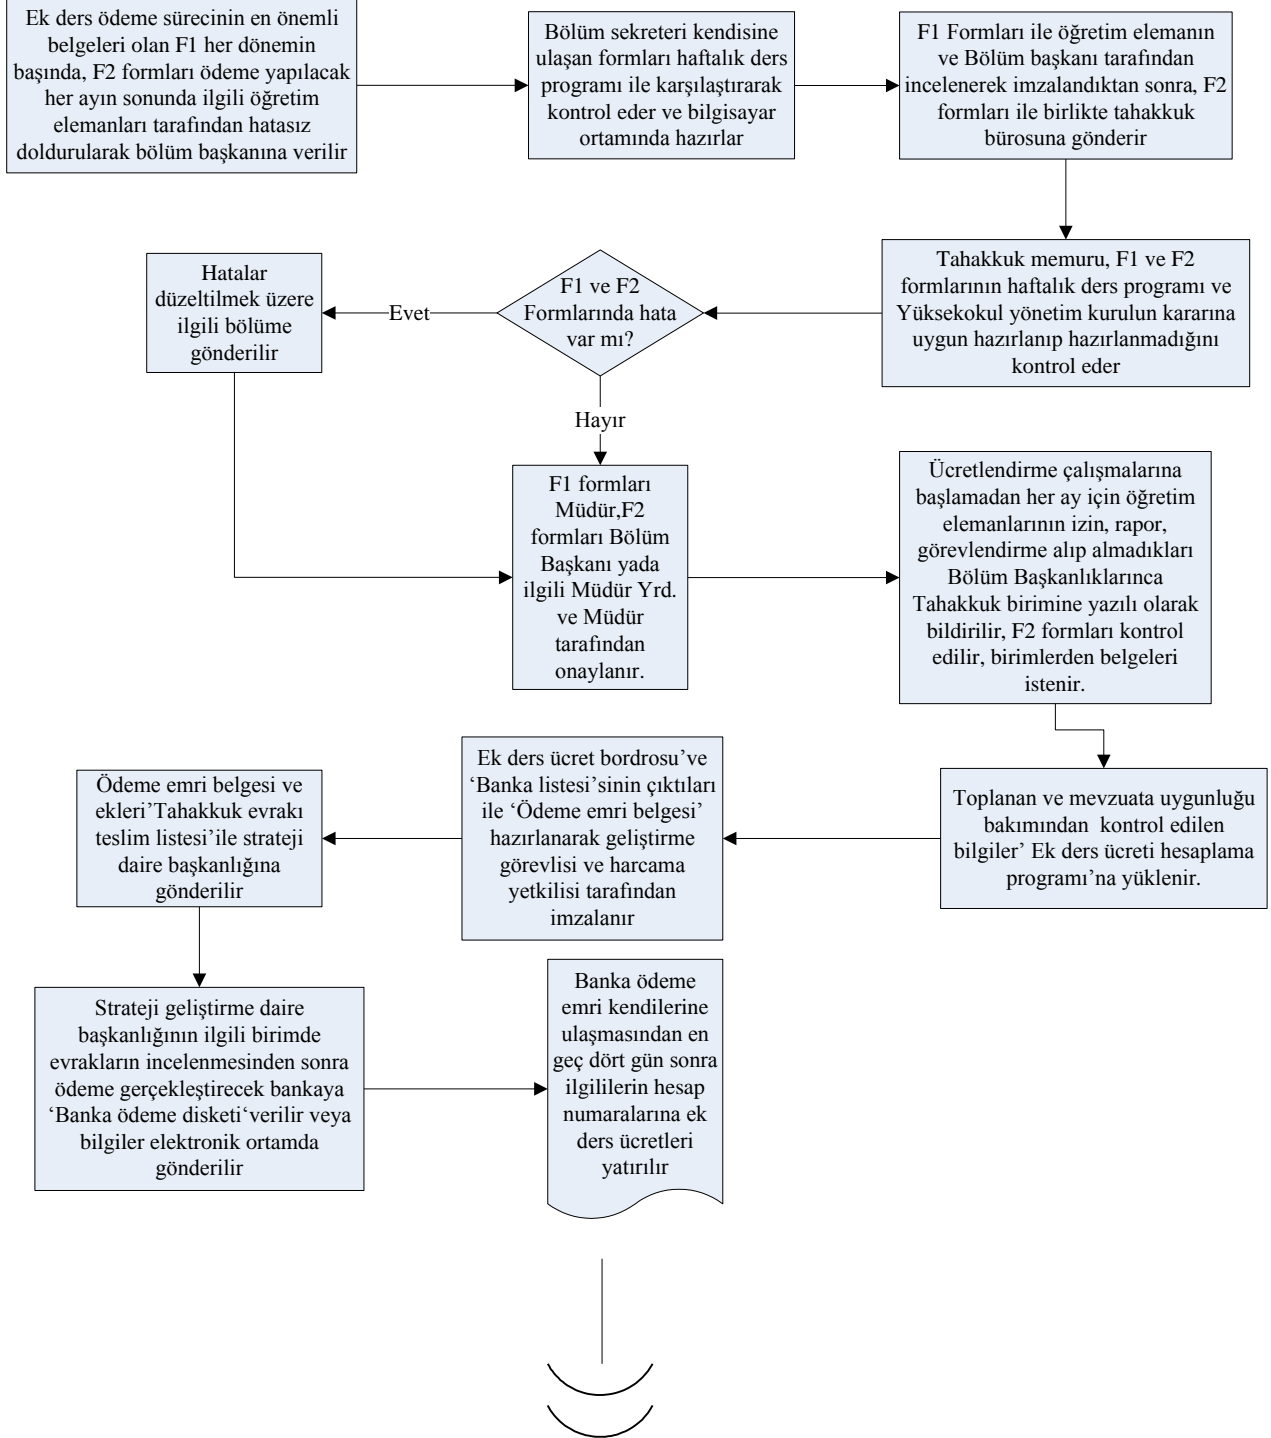 Ek ders ödeme sürecinin en önemli
belgeleri olan F1 her dönemin
başında, F2 formları ödeme yapılacak
her ayın sonunda ilgili öğretim
elemanları tarafından hatasız
doldurularak bölüm başkanına verilir
Bölüm sekreteri kendisine
ulaşan formları haftalık ders
programı ile karşılaştırarak
kontrol eder ve bilgisayar
ortamında hazırlar
F1 Formları ile öğretim elemanın
ve Bölüm başkanı tarafından
incelenerek imzalandıktan sonra, F2
formları ile birlikte tahakkuk
bürosuna gönderir
Tahakkuk memuru, F1 ve F2
formlarının haftalık ders programı ve
Yüksekokul yönetim kurulun kararına
uygun hazırlanıp hazırlanmadığını
kontrol eder
F1 ve F2
Formlarında hata
var mı?
Evet
Hatalar
düzeltilmek üzere
ilgili bölüme
gönderilir
Hayır
F1 formları
Müdür,F2
formları Bölüm
Başkanı yada
ilgili Müdür Yrd.
ve Müdür
tarafından
onaylanır.
Ücretlendirme çalışmalarına
başlamadan her ay için öğretim
elemanlarının izin, rapor,
görevlendirme alıp almadıkları
Bölüm Başkanlıklarınca
Tahakkuk birimine yazılı olarak
bildirilir, F2 formları kontrol
edilir, birimlerden belgeleri
istenir.
Toplanan ve mevzuata uygunluğu
bakımından  kontrol edilen
bilgiler’ Ek ders ücreti hesaplama
programı’na yüklenir.
Ek ders ücret bordrosu’ve
‘Banka listesi’sinin çıktıları
ile ‘Ödeme emri belgesi’
hazırlanarak geliştirme
görevlisi ve harcama
yetkilisi tarafından
imzalanır
Ödeme emri belgesi ve
ekleri’Tahakkuk evrakı
teslim listesi’ile strateji
daire başkanlığına
gönderilir
Strateji geliştirme daire
başkanlığının ilgili birimde
evrakların incelenmesinden sonra
ödeme gerçekleştirecek bankaya
‘Banka ödeme disketi‘verilir veya
bilgiler elektronik ortamda
gönderilir
Banka ödeme
emri kendilerine
ulaşmasından en
geç dört gün sonra
ilgililerin hesap
numaralarına ek
ders ücretleri
yatırılır